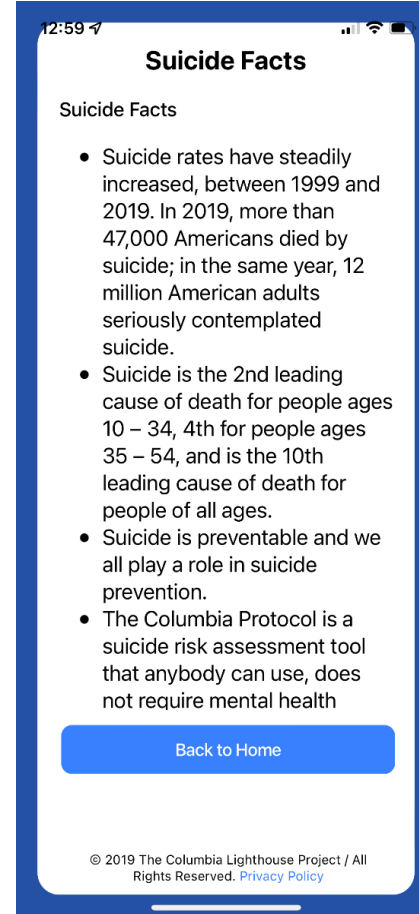 12:59
Suicide Facts
Suicide Facts
• Suicide rates have steadily
increased, between 1999 and
2019. In 2019, more than
47,000 Americans died by
suicide; in the same year, 12
million American adults
seriously contemplated
suicide.
• Suicide is the 2nd leading
cause of death for people ages
10 – 34, 4th for people ages
35 – 54, and is the 10th
leading cause of death for
people of all ages.
• Suicide is preventable and we
all play a role in suicide
prevention.
• The Columbia Protocol is a
suicide risk assessment tool
that anybody can use, does
not require mental health
Back to Home
© 2019 The Columbia Lighthouse Project / All
Rights Reserved. Privacy Policy